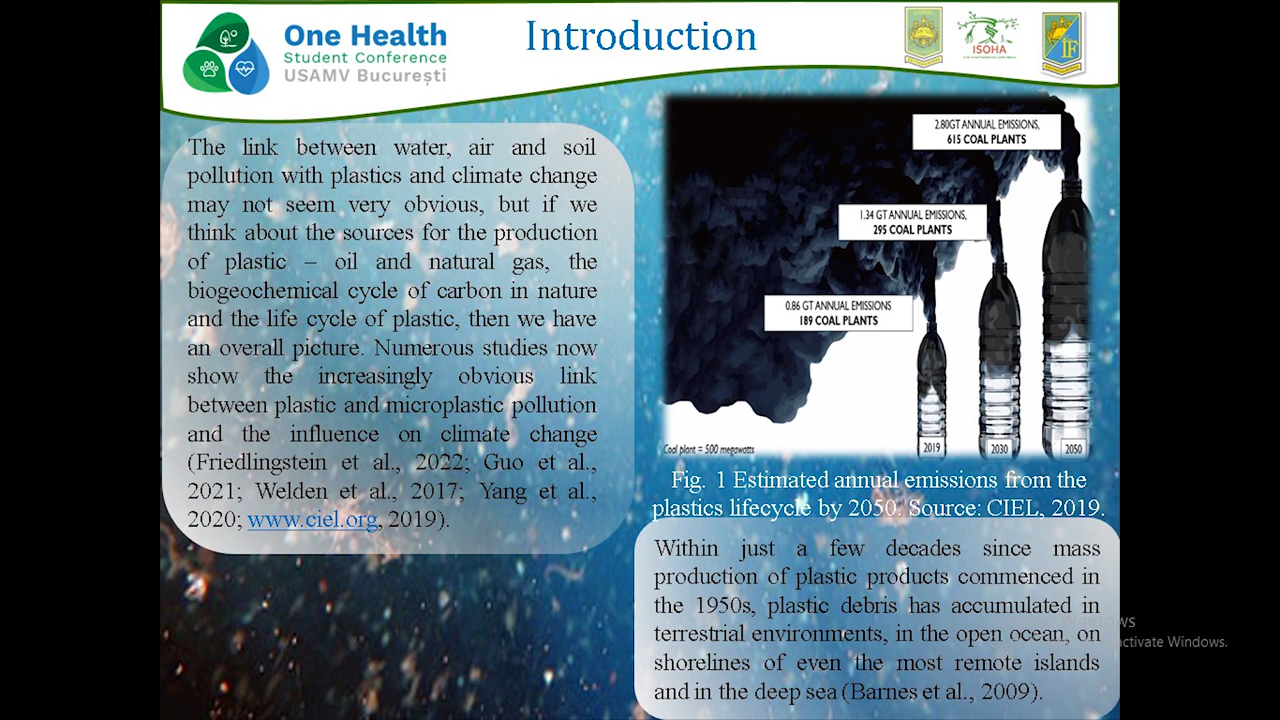 One Health
Student Conference
USAMV București
Introduction
ISOHA
The link between water, air and soil
pollution with plastics and climate change
may not seem very obvious, but if we
think about the sources for the production
of plastic – oil and natural gas, the
biogeochemical cycle of carbon in nature
and the life cycle of plastic, then we have
an overall picture. Numerous studies now
show the increasingly obvious link
between plastic and microplastic pollution
and the influence on climate change
(Friedlingstein et al., 2022; Guo et al.,
2021; Welden et al., 2017; Yang et al.,
2020; www.ciel.org, 2019).
2.80GT ANNUAL EMISSIONS,
615 COAL PLANTS
1.34 GT ANNUAL EMISSIONS,
295 COAL PLANTS
0.86 GT ANNUAL EMISSIONS
189 COAL PLANTS
Coal plant = 500 megawatts
2019
2030
2050
Fig. 1 Estimated annual emissions from the
plastics lifecycle by 2050. Source: CIEL, 2019.
Within just a few decades since mass
production of plastic products commenced in
the 1950s, plastic debris has accumulated in
terrestrial environments, in the open ocean, on
shorelines of even the most remote islands
and in the deep sea (Barnes et al., 2009).
Windows.